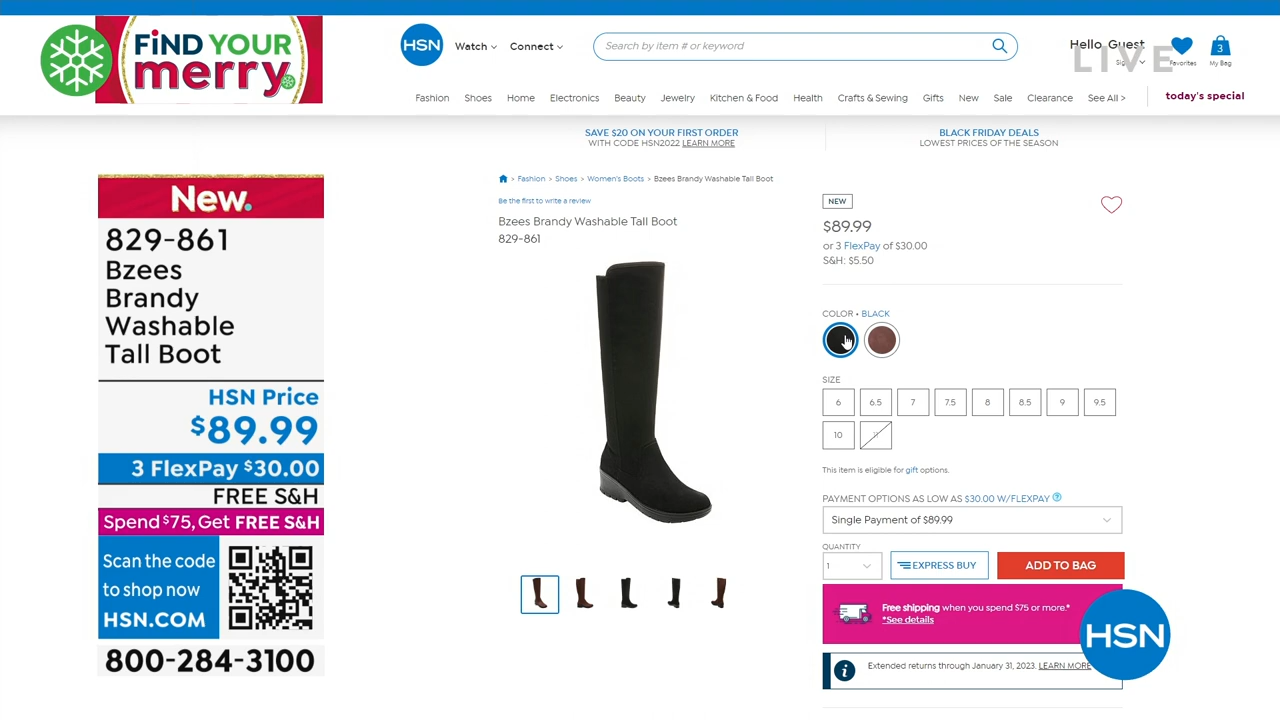 FiND YOUR
merry.
HSN
Watch
Connect
Search by item # or keyword
Hello, Guest
LIVE
Favorites
3
My Bag
Fashion
Shoes
Home
Electronics
Beauty
Jewelry
Kitchen & Food
Health
Crafts & Sewing
Gifts
New
Sale
Clearance
See All >
today's special
SAVE $20 ON YOUR FIRST ORDER
WITH CODE HSN2022 LEARN MORE
BLACK FRIDAY DEALS
LOWEST PRICES OF THE SEASON
New.
829-861
Bzees
Brandy
Washable
Tall Boot
HSN Price
$89.99
3 FlexPay $30.00
FREE S&H
Spend $75, Get FREE S&H
Scan the code
to shop now
HSN.COM
800-284-3100
> Fashion > Shoes > Women's Boots > Bzees Brandy Washable Tall Boot
Be the first to write a review
Bzees Brandy Washable Tall Boot
829-861
NEW
$89.99
or 3 FlexPay of $30.00
S&H: $5.50
COLOR • BLACK
SIZE
6
6.5
7
7.5
8
8.5
9
9.5
10
11
This item is eligible for gift options.
PAYMENT OPTIONS AS LOW AS $30.00 W/FLEXPAY ?
Single Payment of $89.99
QUANTITY
1
EXPRESS BUY
ADD TO BAG
Free shipping when you spend $75 or more.*
*See details
Extended returns through January 31, 2023. LEARN MORE
HSN